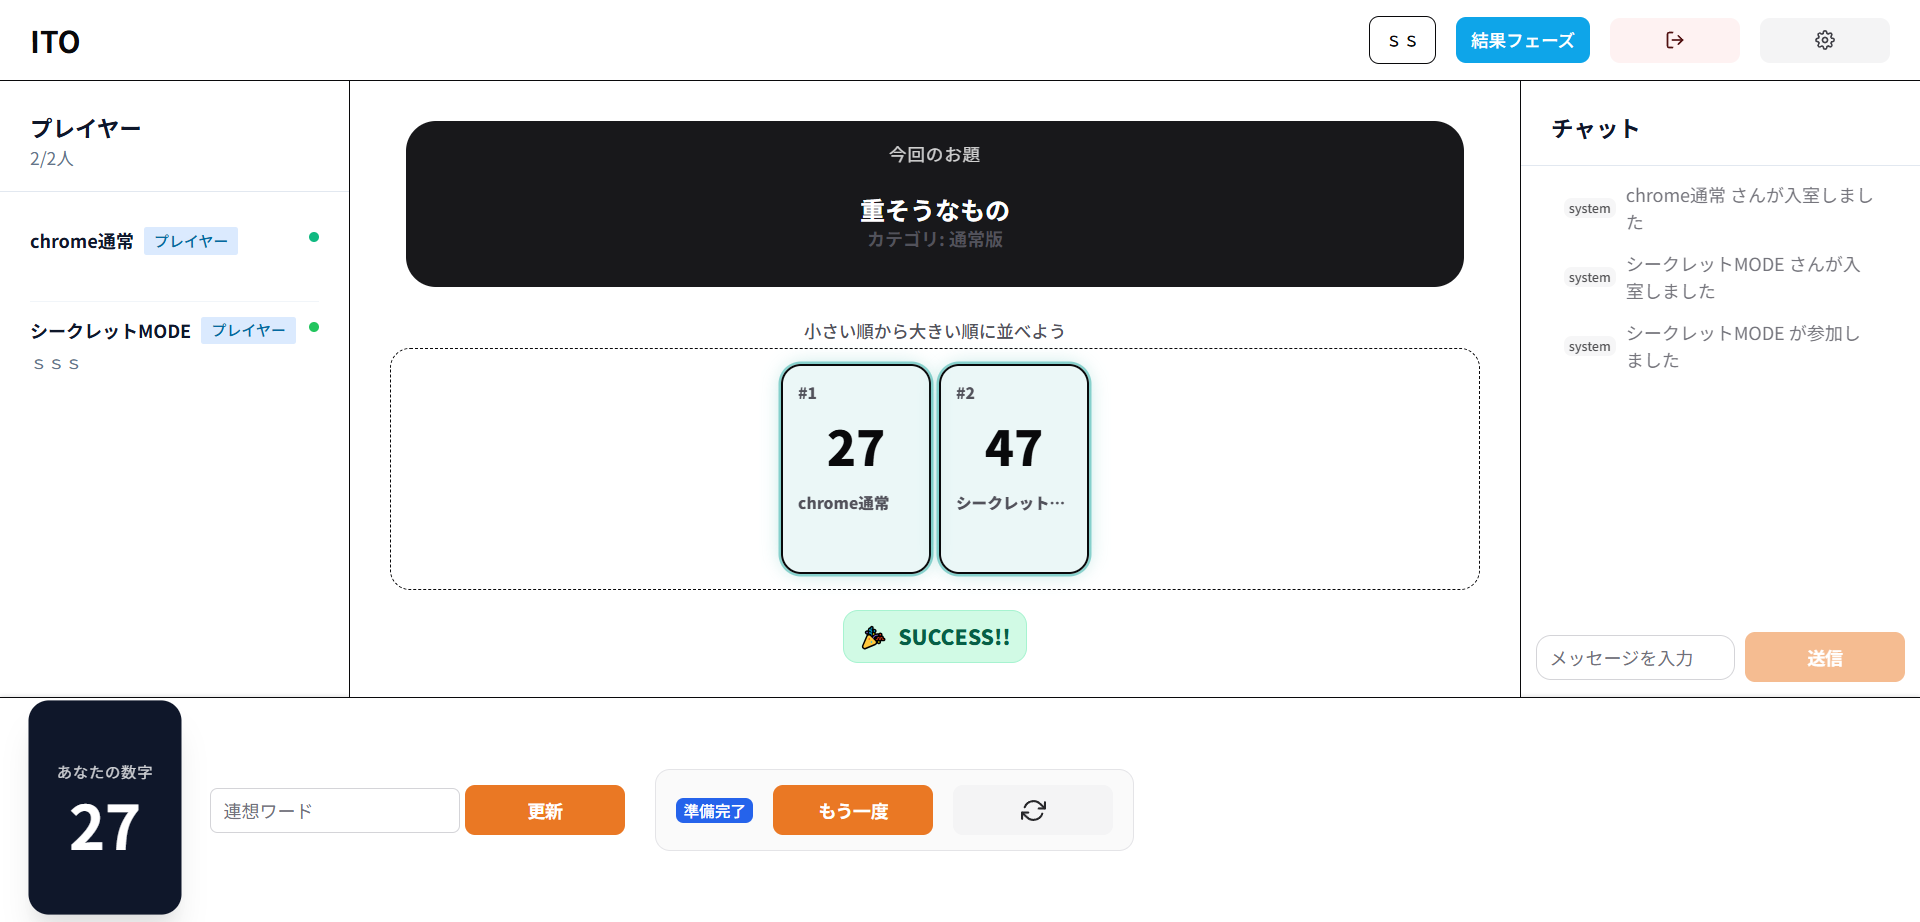 ITO
ｓｓ
結果フェーズ
プレイヤー
2/2人
chrome通常
プレイヤー
シークレットMODE
プレイヤー
ｓｓｓ
今回のお題
重そうなもの
カテゴリ: 通常版
小さい順から大きい順に並べよう
#1
27
chrome通常
#2
47
シークレット…
SUCCESS!!
チャット
system
chrome通常 さんが入室しまし
た
system
シークレットMODE さんが入
室しました
system
シークレットMODE が参加し
ました
メッセージを入力
送信
あなたの数字
27
連想ワード
更新
準備完了
もう一度